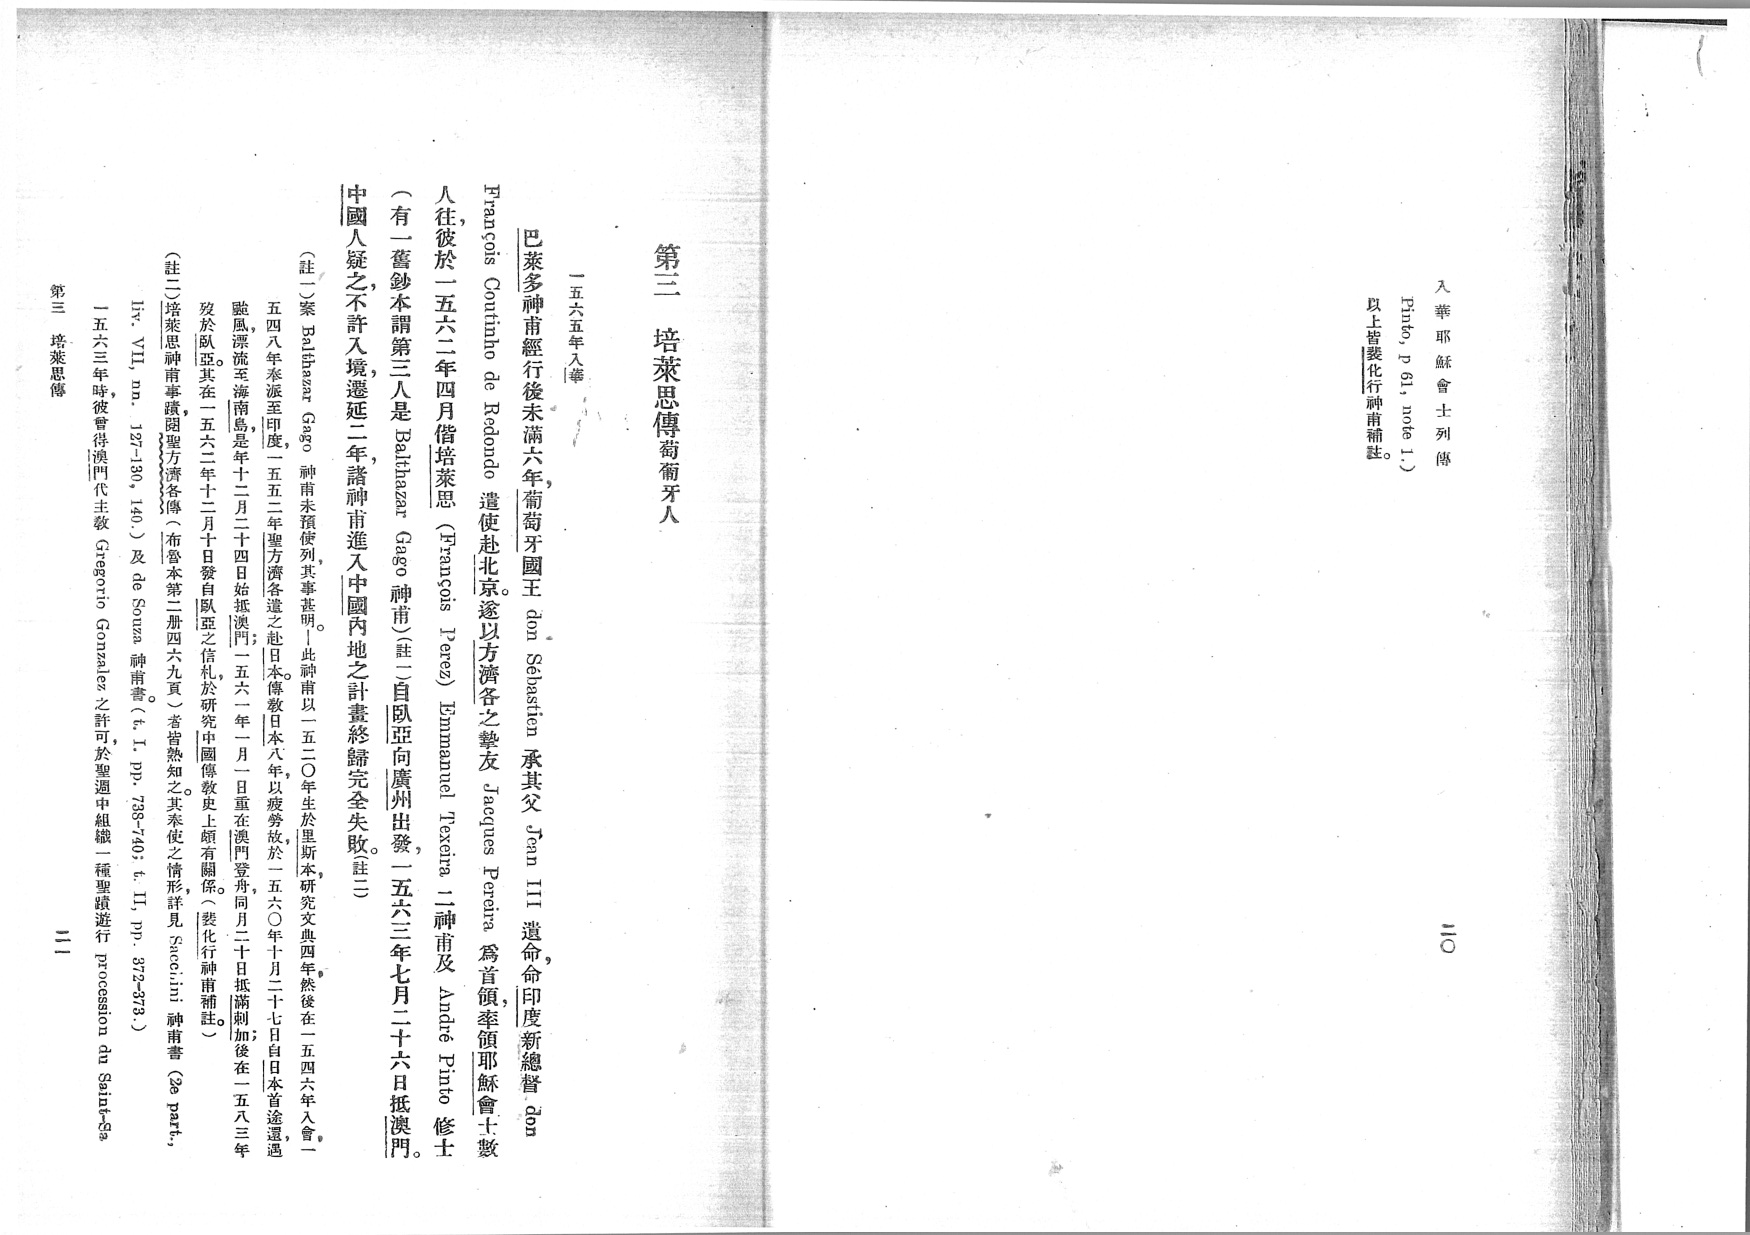 入華耶穌會士列傳
二〇
Pinto, p 61, note 1.)
以上皆裴化行神甫補註。
第三　培萊思傳　葡萄牙人
一五六五年入華
巴萊多神甫經行後未滿六年，葡萄牙國王 don Sébastien 承其父 Jean III 遺命，命印度新總督 don
François Coutinho de Redondo 遣使赴北京。遂以方濟各之摯友 Jacques Pereira 爲首領，率領耶穌會士數
人往，彼於一五六二年四月偕培萊思 (François Perez) Emmanuel Texeira 二神甫及 André Pinto 修士
（有一舊鈔本謂第三人是 Balthazar Gago 神甫）（註一）自臥亞向廣州出發，一五六三年七月二十六日抵澳門。
中國人疑之，不許入境，遷延二年，諸神甫進入中國內地之計畫終歸完全失敗。（註二）
（註一）案 Balthazar Gago 神甫未預使列，其事甚明。—此神甫以一五二〇年生於里斯本，研究文典四年，然後在一五四六年入會，一
五四八年奉派至印度，一五五二年聖方濟各遣之赴日本。傳教日本八年，以疲勞故，於一五六〇年十月二十七日自日本首途還，遇
颱風，漂流至海南島，是年十二月二十四日始抵澳門；一五六一年一月一日重在澳門登舟，同月二十日抵滿剌加；後在一五八三年
歿於臥亞。其在一五六二年十二月十日發自臥亞之信札，於研究中國傳教史上頗有關係。（裴化行神甫補註。）
（註二）培萊思神甫事蹟，閱聖方濟各傳（布魯本第二册四六九頁）者皆熟知之。其奉使之情形，詳見 Sacchini 神甫書 (2e part.,
liv. VII, nn. 127-130, 140.) 及 de Souza 神甫書。(t. I. pp. 738-740; t. II, pp. 372-373.)
一五六三年時，彼曾得澳門代主教 Gregorio Gonzalez 之許可，於聖週中組織一種聖蹟遊行 procession du Saint-Sa
第三　培萊思傳
二一